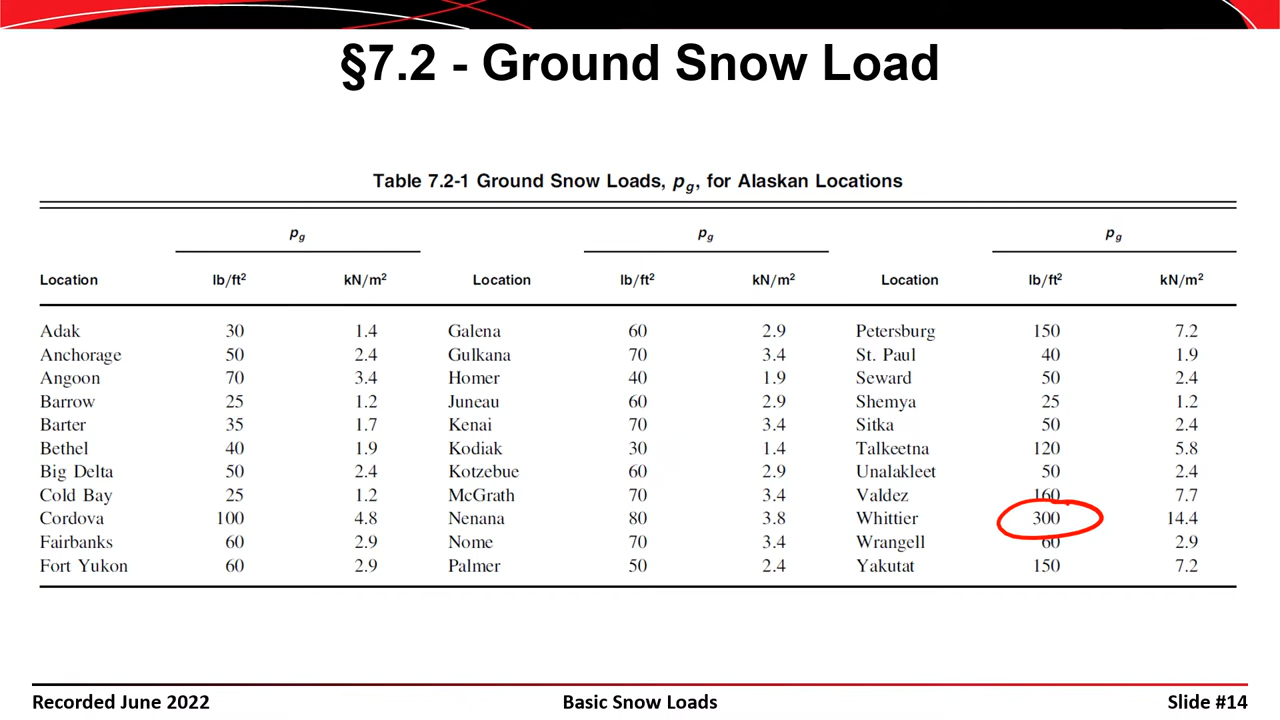 §7.2 - Ground Snow Load
Table 7.2-1 Ground Snow Loads, pg, for Alaskan Locations
pg pg pg
Location lb/ft² kN/m² Location lb/ft² kN/m² Location lb/ft² kN/m²
Adak 30 1.4 Galena 60 2.9 Petersburg 150 7.2
Anchorage 50 2.4 Gulkana 70 3.4 St. Paul 40 1.9
Angoon 70 3.4 Homer 40 1.9 Seward 50 2.4
Barrow 25 1.2 Juneau 60 2.9 Shemya 25 1.2
Barter 35 1.7 Kenai 70 3.4 Sitka 50 2.4
Bethel 40 1.9 Kodiak 30 1.4 Talkeetna 120 5.8
Big Delta 50 2.4 Kotzebue 60 2.9 Unalakleet 50 2.4
Cold Bay 25 1.2 McGrath 70 3.4 Valdez 160 7.7
Cordova 100 4.8 Nenana 80 3.8 Whittier 300 14.4
Fairbanks 60 2.9 Nome 70 3.4 Wrangell 60 2.9
Fort Yukon 60 2.9 Palmer 50 2.4 Yakutat 150 7.2
Recorded June 2022 Basic Snow Loads Slide #14